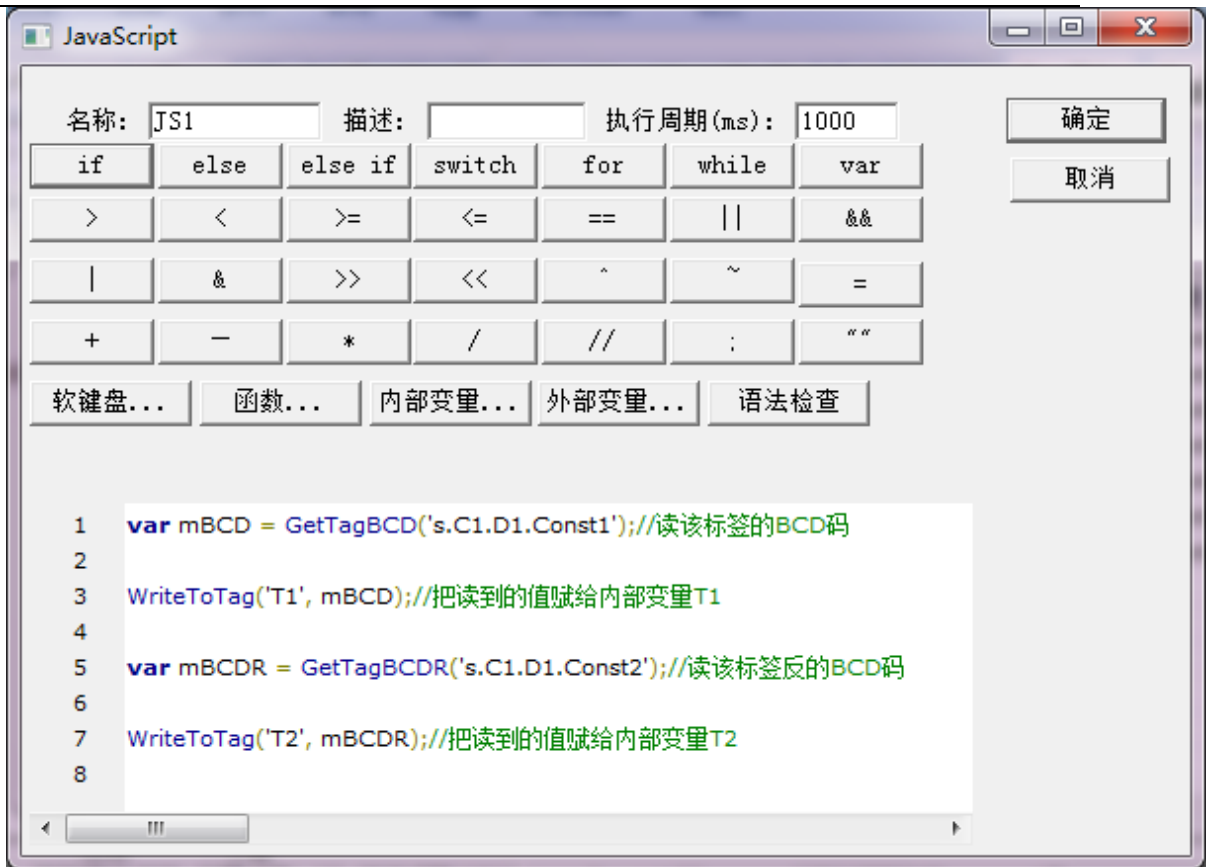 JavaScript
名称: JS1 描述: 执行周期(ms): 1000 确定
if else else if switch for while var 取消
> < >= <= == || &&
| & >> << ^ ~ =
+ — * / // ; ""
软键盘... 函数... 内部变量... 外部变量... 语法检查
1 var mBCD = GetTagBCD('s.C1.D1.Const1');//读该标签的BCD码
2
3 WriteToTag('T1', mBCD);//把读到的值赋给内部变量T1
4
5 var mBCDR = GetTagBCDR('s.C1.D1.Const2');//读该标签反的BCD码
6
7 WriteToTag('T2', mBCDR);//把读到的值赋给内部变量T2
8